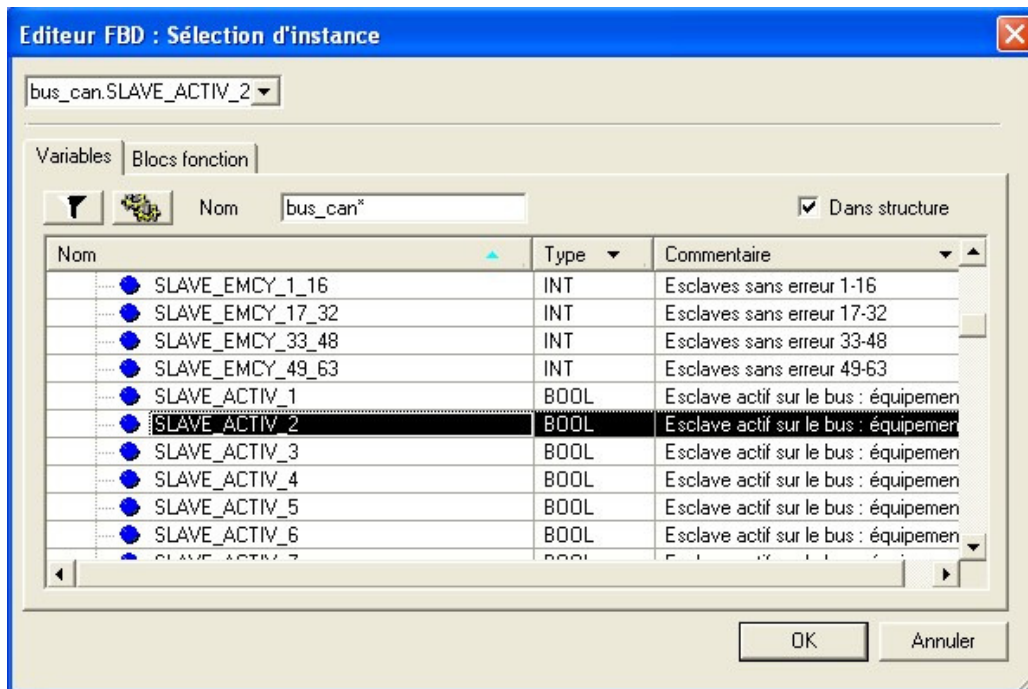 Editeur FBD : Sélection d'instance
bus_can.SLAVE_ACTIV_2
Variables Blocs fonction
Nom bus_can* Dans structure
Nom Type Commentaire
SLAVE_EMCY_1_16 INT Esclaves sans erreur 1-16
SLAVE_EMCY_17_32 INT Esclaves sans erreur 17-32
SLAVE_EMCY_33_48 INT Esclaves sans erreur 33-48
SLAVE_EMCY_49_63 INT Esclaves sans erreur 49-63
SLAVE_ACTIV_1 BOOL Esclave actif sur le bus : équipemen
SLAVE_ACTIV_2 BOOL Esclave actif sur le bus : équipemen
SLAVE_ACTIV_3 BOOL Esclave actif sur le bus : équipemen
SLAVE_ACTIV_4 BOOL Esclave actif sur le bus : équipemen
SLAVE_ACTIV_5 BOOL Esclave actif sur le bus : équipemen
SLAVE_ACTIV_6 BOOL Esclave actif sur le bus : équipemen
OK Annuler